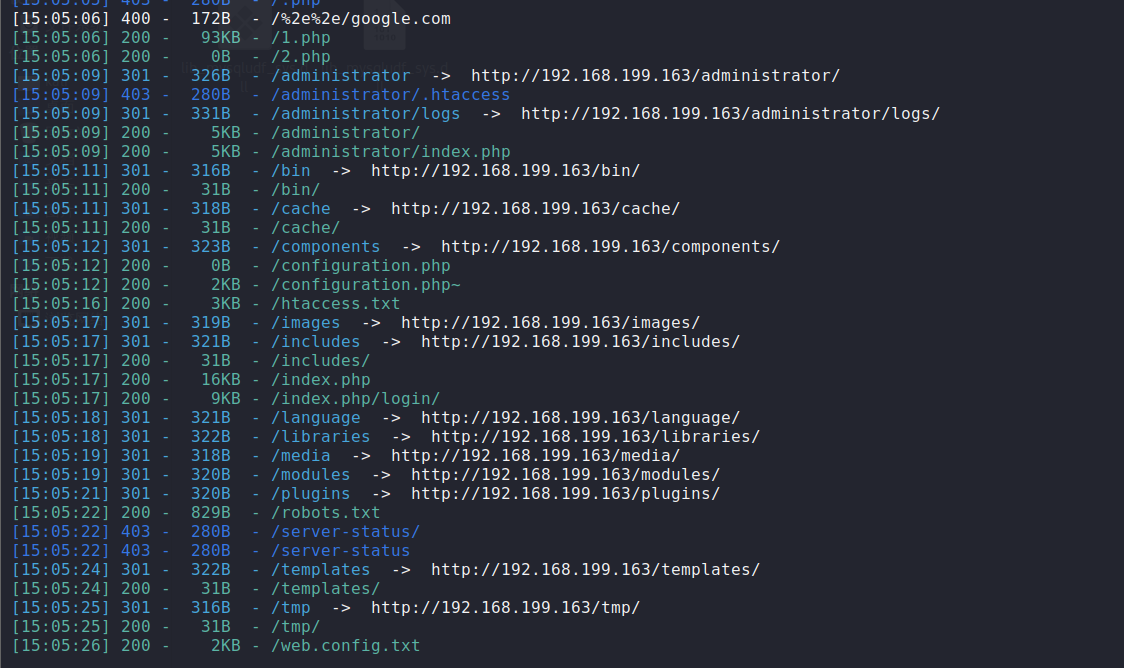 [15:05:05] 403 -  280B  - /.php
[15:05:06] 400 -  172B  - /%2e%2e/google.com
[15:05:06] 200 -   93KB - /1.php
[15:05:06] 200 -    0B  - /2.php
[15:05:09] 301 -  326B  - /administrator  ->  http://192.168.199.163/administrator/
[15:05:09] 403 -  280B  - /administrator/.htaccess
[15:05:09] 301 -  331B  - /administrator/logs  ->  http://192.168.199.163/administrator/logs/
[15:05:09] 200 -    5KB - /administrator/
[15:05:09] 200 -    5KB - /administrator/index.php
[15:05:11] 301 -  316B  - /bin  ->  http://192.168.199.163/bin/
[15:05:11] 200 -   31B  - /bin/
[15:05:11] 301 -  318B  - /cache  ->  http://192.168.199.163/cache/
[15:05:11] 200 -   31B  - /cache/
[15:05:12] 301 -  323B  - /components  ->  http://192.168.199.163/components/
[15:05:12] 200 -    0B  - /configuration.php
[15:05:12] 200 -    2KB - /configuration.php~
[15:05:16] 200 -    3KB - /htaccess.txt
[15:05:17] 301 -  319B  - /images  ->  http://192.168.199.163/images/
[15:05:17] 301 -  321B  - /includes  ->  http://192.168.199.163/includes/
[15:05:17] 200 -   31B  - /includes/
[15:05:17] 200 -   16KB - /index.php
[15:05:17] 200 -    9KB - /index.php/login/
[15:05:18] 301 -  321B  - /language  ->  http://192.168.199.163/language/
[15:05:18] 301 -  322B  - /libraries  ->  http://192.168.199.163/libraries/
[15:05:19] 301 -  318B  - /media  ->  http://192.168.199.163/media/
[15:05:19] 301 -  320B  - /modules  ->  http://192.168.199.163/modules/
[15:05:21] 301 -  320B  - /plugins  ->  http://192.168.199.163/plugins/
[15:05:22] 200 -  829B  - /robots.txt
[15:05:22] 403 -  280B  - /server-status/
[15:05:22] 403 -  280B  - /server-status
[15:05:24] 301 -  322B  - /templates  ->  http://192.168.199.163/templates/
[15:05:24] 200 -   31B  - /templates/
[15:05:25] 301 -  316B  - /tmp  ->  http://192.168.199.163/tmp/
[15:05:25] 200 -   31B  - /tmp/
[15:05:26] 200 -    2KB - /web.config.txt